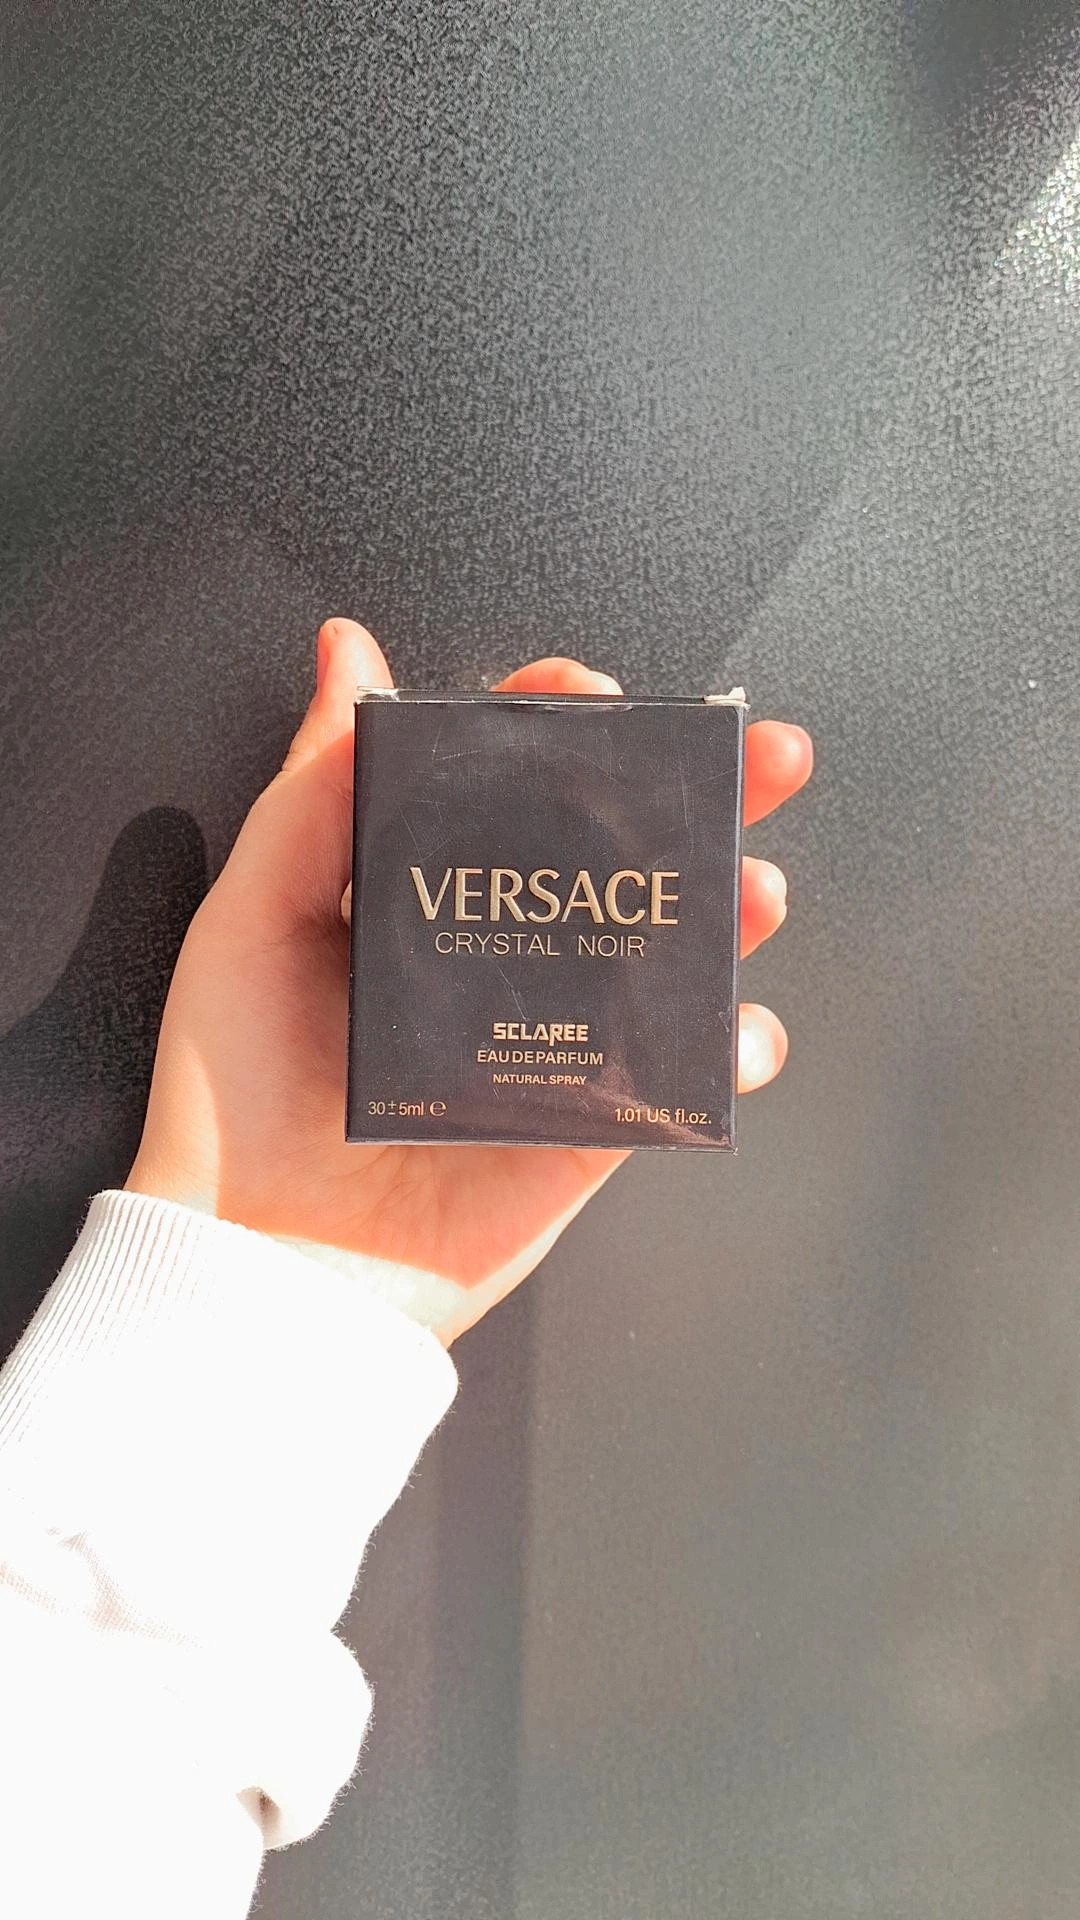 VERSACE
CRYSTAL NOIR
SCLAREE
EAU DE PARFUM
NATURAL SPRAY
30±5ml ℮
1.01 US fl.oz.